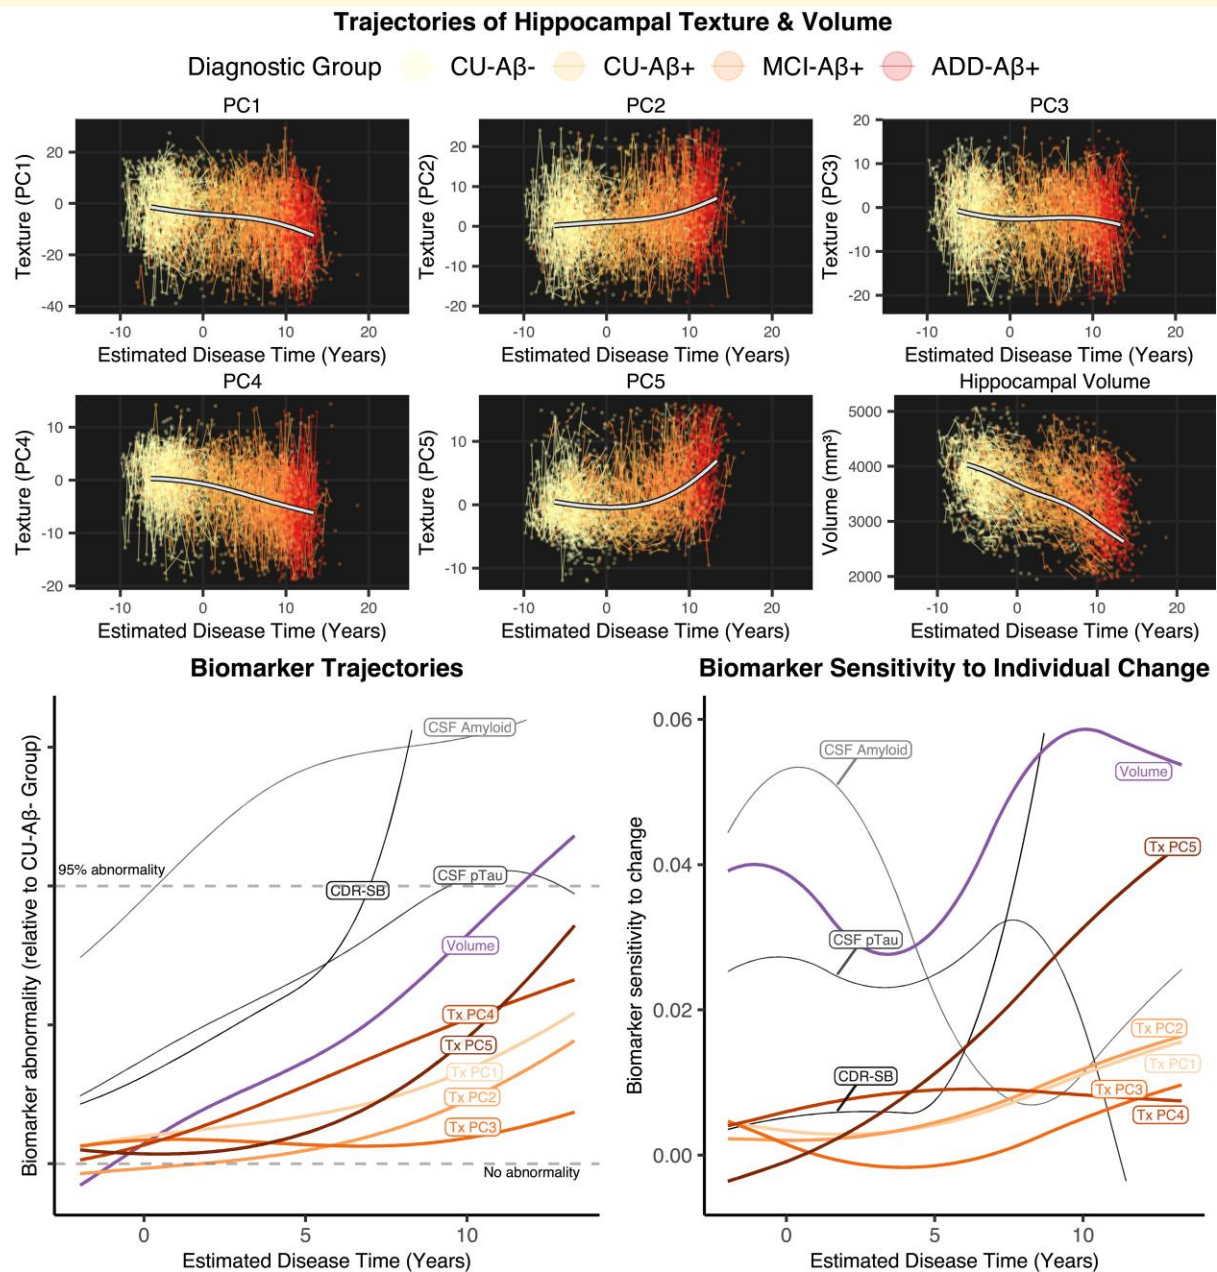 Trajectories of Hippocampal Texture & Volume
Diagnostic Group CU-Aβ- CU-Aβ+ MCI-Aβ+ ADD-Aβ+
PC1
Texture (PC1)
20
0
-20
-40
-10 0 10 20
Estimated Disease Time (Years)
PC2
Texture (PC2)
20
10
0
-10
-20
-10 0 10 20
Estimated Disease Time (Years)
PC3
Texture (PC3)
20
10
0
-10
-20
-10 0 10 20
Estimated Disease Time (Years)
PC4
Texture (PC4)
10
0
-10
-20
-10 0 10 20
Estimated Disease Time (Years)
PC5
Texture (PC5)
10
0
-10
-10 0 10 20
Estimated Disease Time (Years)
Hippocampal Volume
Volume (mm³)
5000
4000
3000
2000
-10 0 10 20
Estimated Disease Time (Years)
Biomarker Trajectories
Biomarker abnormality (relative to CU-Aβ- Group)
CSF Amyloid
95% abnormality
CDR-SB
CSF pTau
Volume
Tx PC4
Tx PC5
Tx PC1
Tx PC2
Tx PC3
No abnormality
0 5 10
Estimated Disease Time (Years)
Biomarker Sensitivity to Individual Change
Biomarker sensitivity to change
0.06
0.04
0.02
0.00
CSF Amyloid
Volume
Tx PC5
CSF pTau
Tx PC2
Tx PC1
CDR-SB
Tx PC3
Tx PC4
0 5 10
Estimated Disease Time (Years)